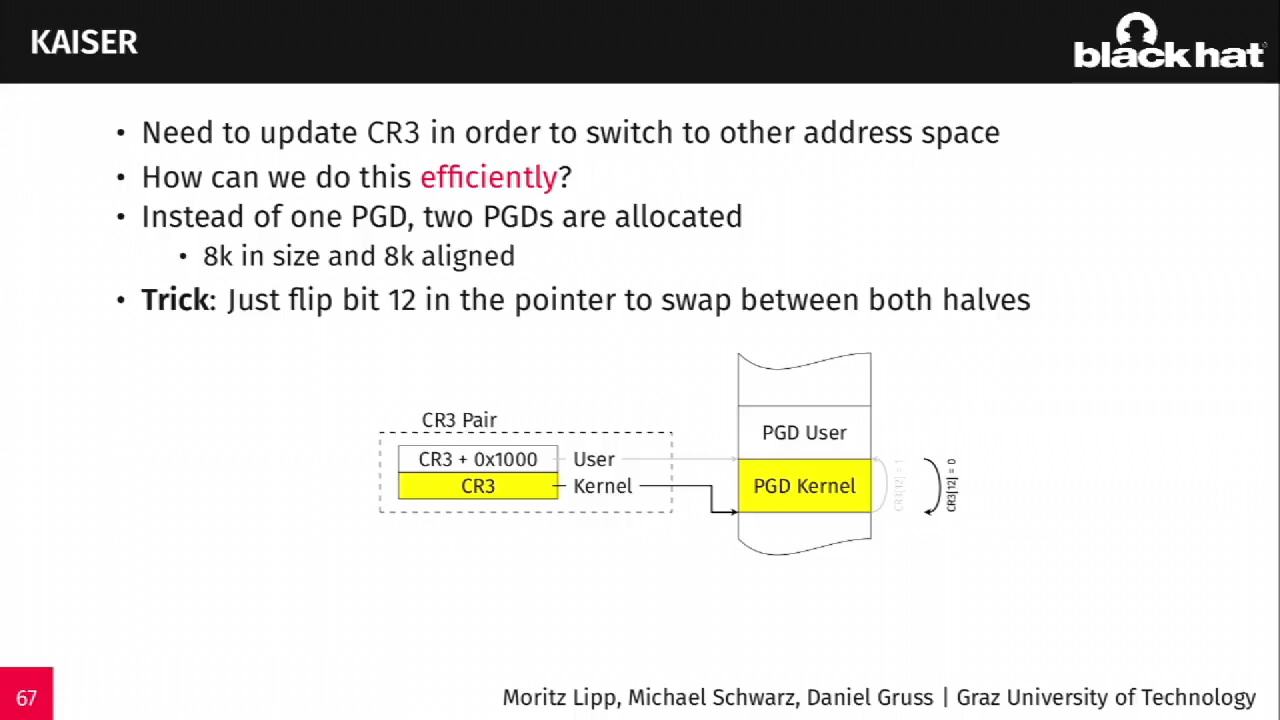 KAISER
black hat
• Need to update CR3 in order to switch to other address space
• How can we do this efficiently?
• Instead of one PGD, two PGDs are allocated
• 8k in size and 8k aligned
• Trick: Just flip bit 12 in the pointer to swap between both halves
CR3 Pair
CR3 + 0x1000
User
CR3
Kernel
PGD User
PGD Kernel
CR3[12] = 1
CR3[12] = 0
67
Moritz Lipp, Michael Schwarz, Daniel Gruss | Graz University of Technology